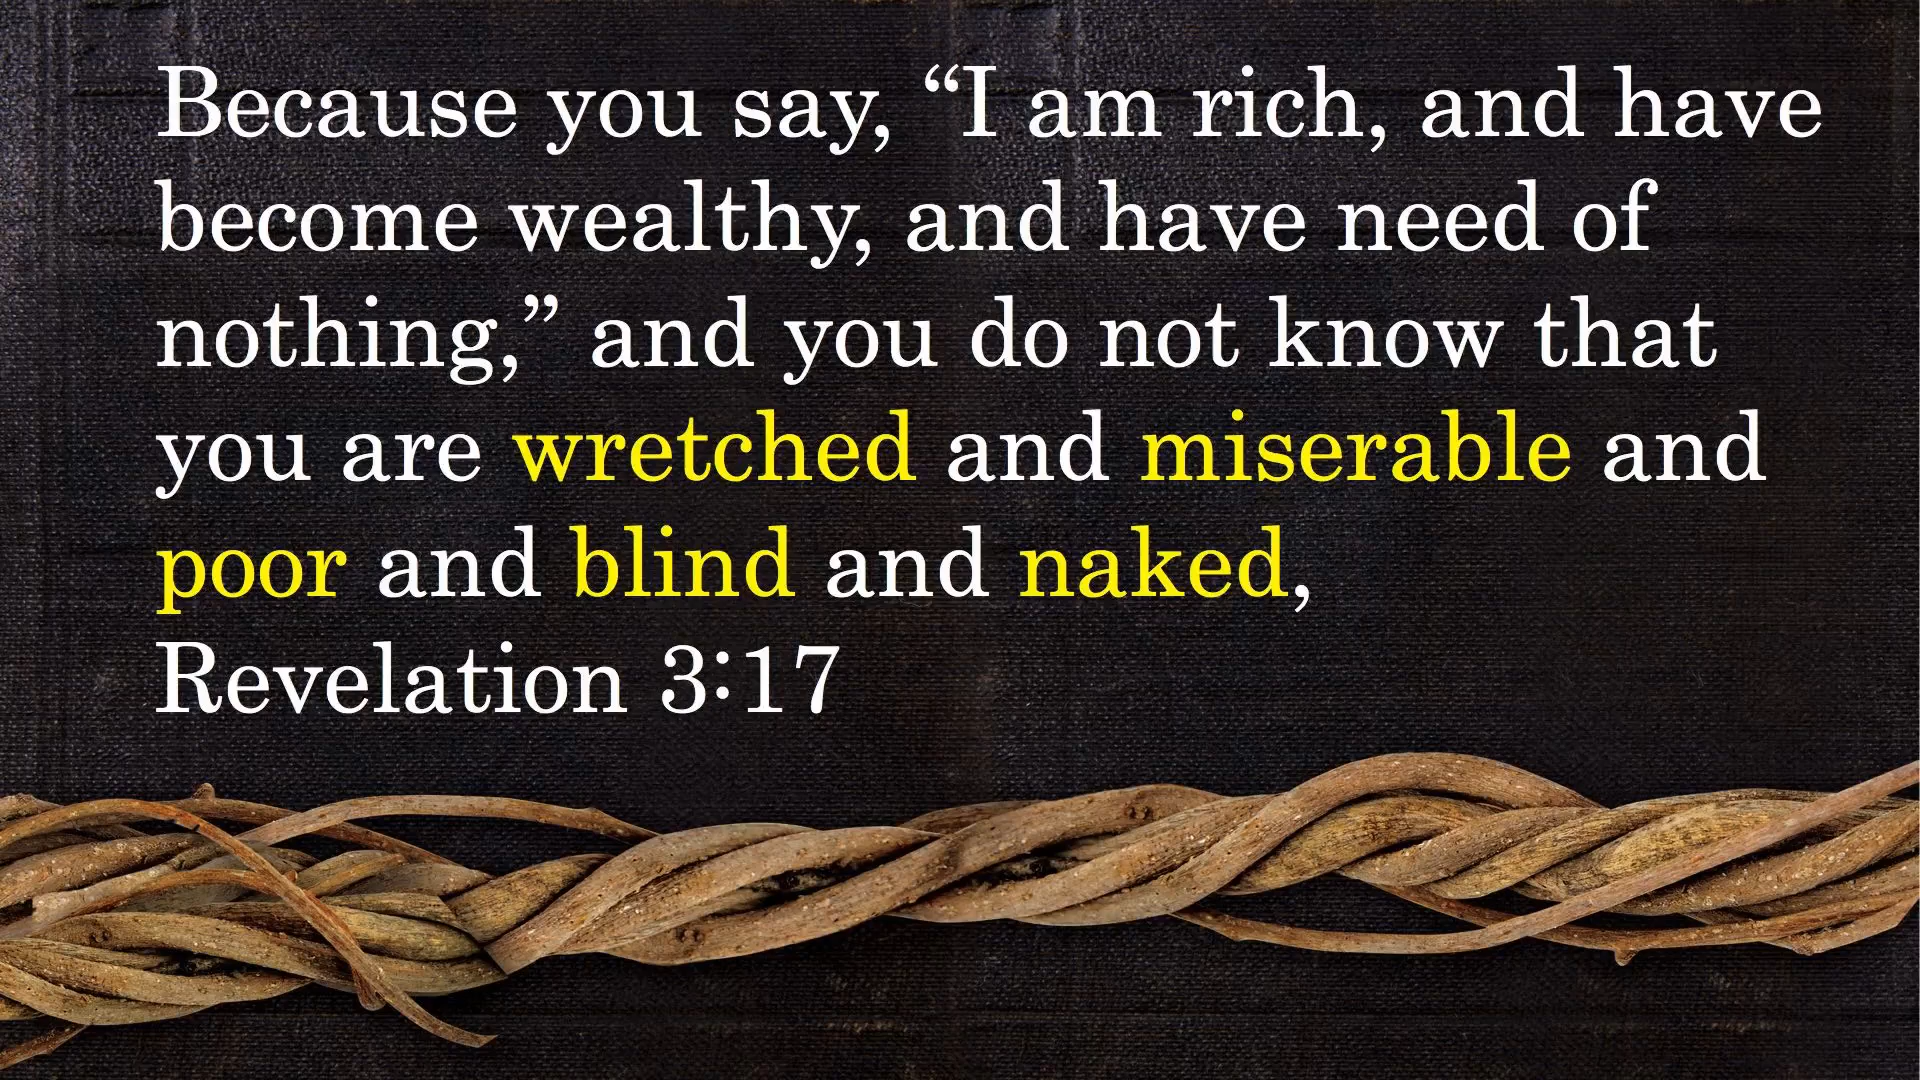 Because you say, “I am rich, and have
become wealthy, and have need of
nothing,” and you do not know that
you are wretched and miserable and
poor and blind and naked,
Revelation 3:17